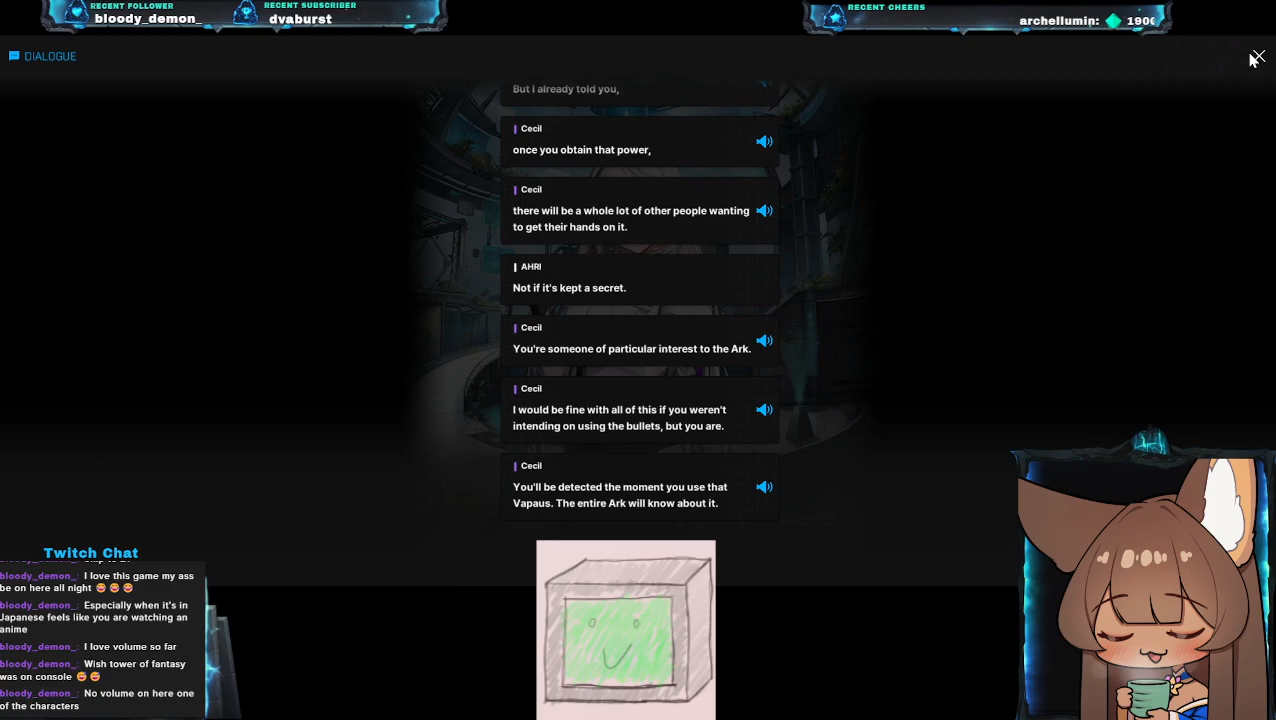 RECENT FOLLOWER
bloody_demon_
RECENT SUBSCRIBER
dvaburst
RECENT CHEERS
archellumin: 1900
DIALOGUE
But I already told you,
Cecil
once you obtain that power,
Cecil
there will be a whole lot of other people wanting
to get their hands on it.
AHRI
Not if it's kept a secret.
Cecil
You're someone of particular interest to the Ark.
Cecil
I would be fine with all of this if you weren't
intending on using the bullets, but you are.
Cecil
You'll be detected the moment you use that
Vapaus. The entire Ark will know about it.
Twitch Chat
bloody_demon_: I love this game my ass
be on here all night
bloody_demon_: Especially when it's in
Japanese feels like you are watching an
anime
bloody_demon_: I love volume so far
bloody_demon_: Wish tower of fantasy
was on console
bloody_demon_: No volume on here one
of the characters